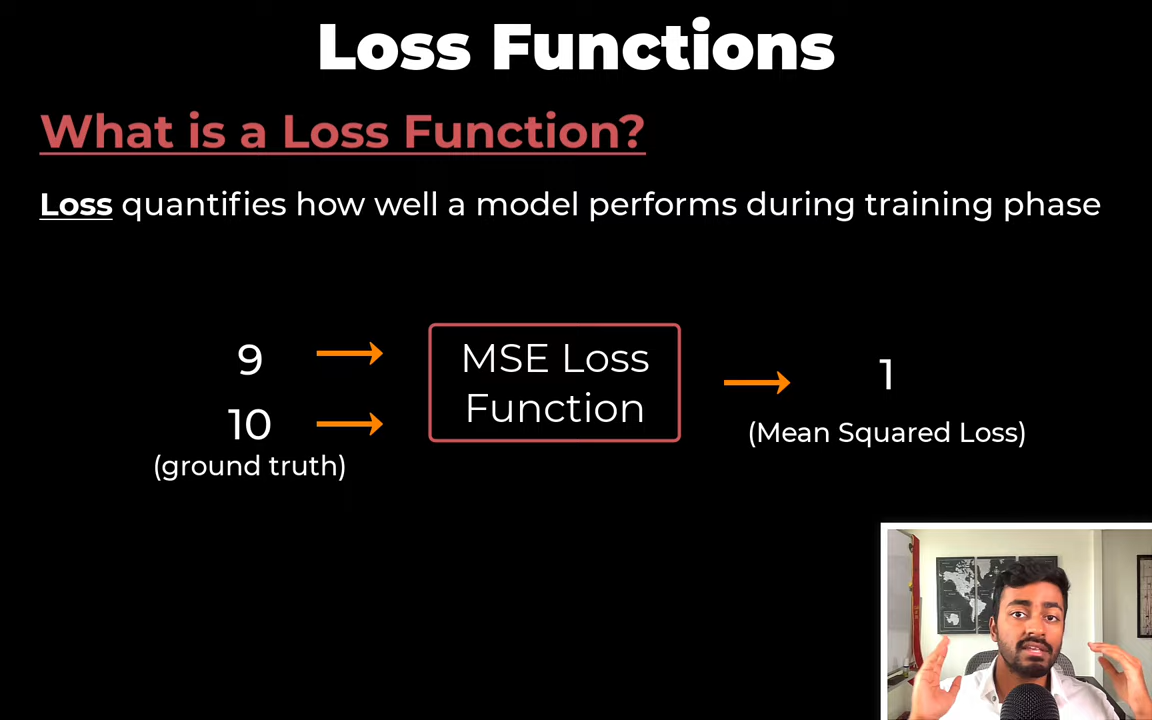 Loss Functions
What is a Loss Function?
Loss quantifies how well a model performs during training phase
9
10
(ground truth)
MSE Loss
Function
1
(Mean Squared Loss)